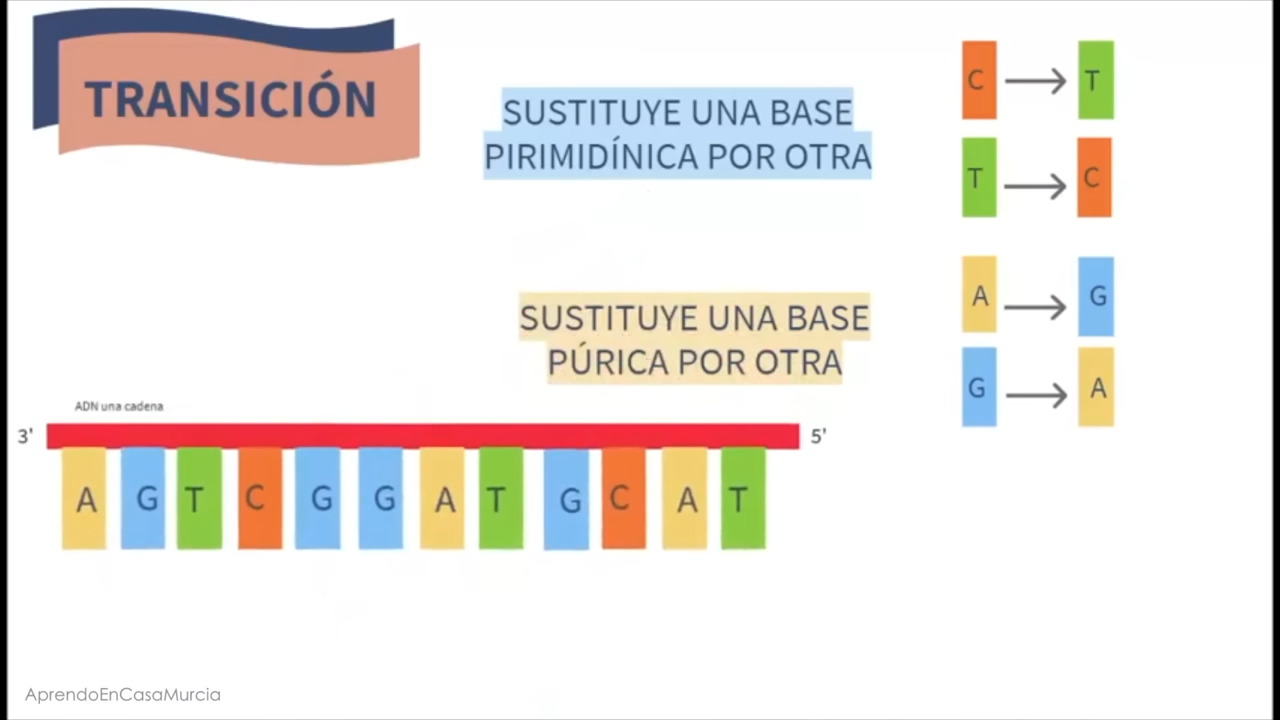 TRANSICIÓN
SUSTITUYE UNA BASE
PIRIMIDÍNICA POR OTRA
C T
T C
SUSTITUYE UNA BASE
PÚRICA POR OTRA
A G
G A
ADN una cadena
3' 5'
A G T C G G A T G C A T
AprendoEnCasaMurcia